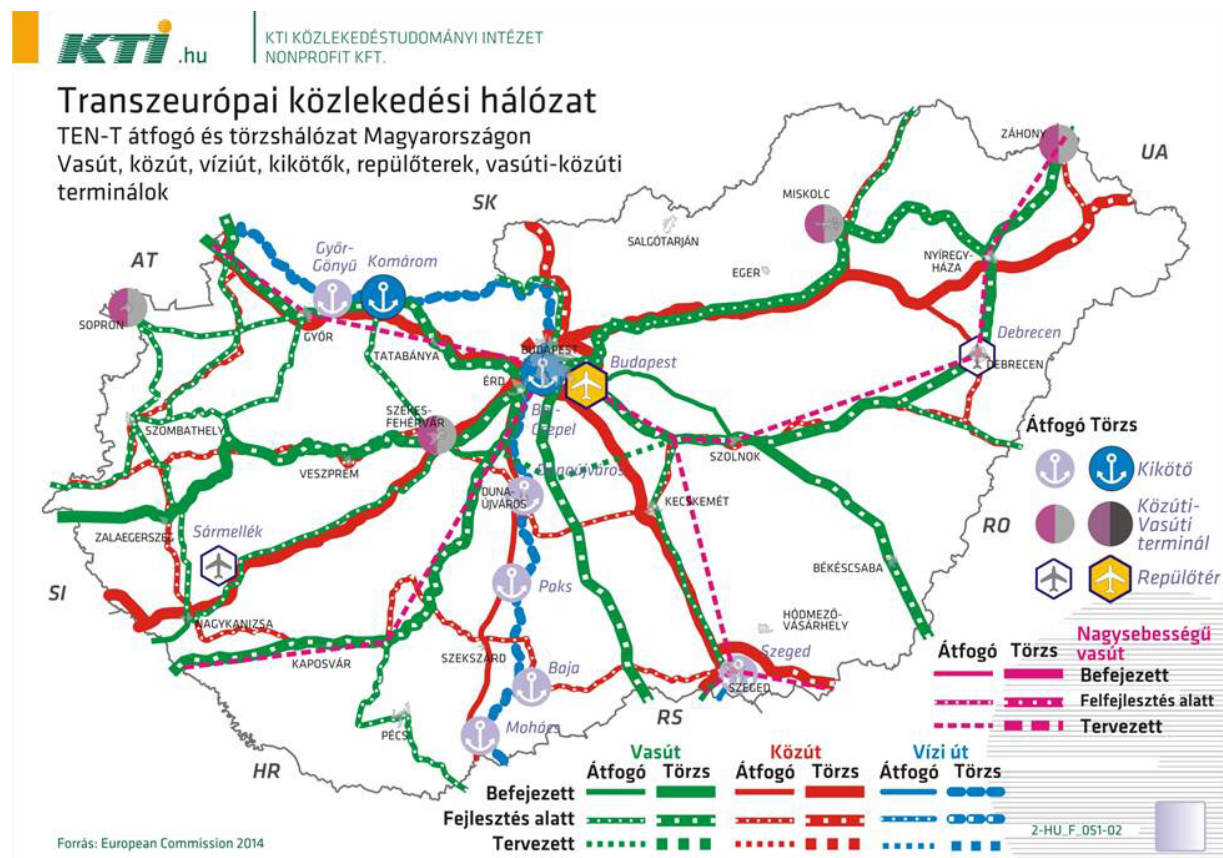 KTI .hu
KTI KÖZLEKEDÉSTUDOMÁNYI INTÉZET
NONPROFIT KFT.
Transzeurópai közlekedési hálózat
TEN-T átfogó és törzshálózat Magyarországon
Vasút, közút, víziút, kikötők, repülőterek, vasúti-közúti
terminálok
SK
UA
AT
ZÁHONY
MISKOLC
SALGÓTARJÁN
EGER
NYÍREGY-
HÁZA
Győr-
Gönyű
Komárom
SOPRON
GYŐR
TATABÁNYA
BUDAPEST
Budapest
Debrecen
DEBRECEN
ÉRD
SZÉKES-
FEHÉRVÁR
Csepel
SZOMBATHELY
VESZPRÉM
SZOLNOK
Dunaújváros
DUNA-
ÚJVÁROS
KECSKEMÉT
ZALAEGERSZEG
Sármellék
RO
SI
Paks
BÉKÉSCSABA
NAGYKANIZSA
HÓDMEZŐ-
VÁSÁRHELY
KAPOSVÁR
SZEKSZÁRD
Szeged
SZEGED
Baja
PÉCS
Mohács
RS
HR
Átfogó Törzs
Kikötő
Közúti-
Vasúti
terminál
Repülőtér
Nagysebességű
vasút
Átfogó Törzs
Befejezett
Felfejlesztés alatt
Tervezett
Vasút Közút Vízi út
Átfogó Törzs Átfogó Törzs Átfogó Törzs
Befejezett
Fejlesztés alatt
Tervezett
2-HU_F_0S1-02
Forrás: European Commission 2014